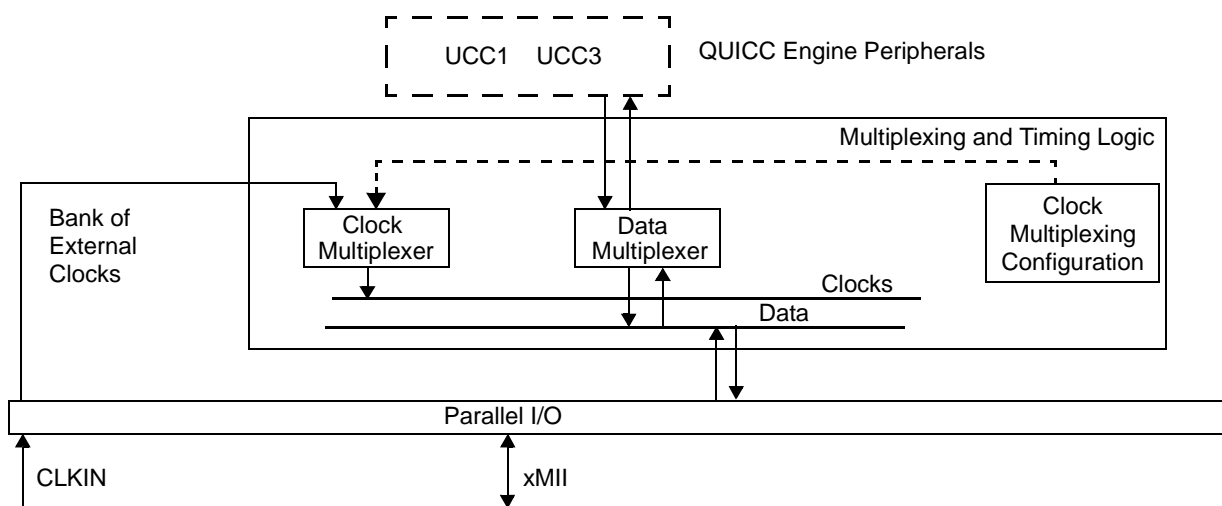 UCC1 UCC3
QUICC Engine Peripherals
Multiplexing and Timing Logic
Bank of
External
Clocks
Clock
Multiplexer
Data
Multiplexer
Clock
Multiplexing
Configuration
Clocks
Data
Parallel I/O
CLKIN
xMII